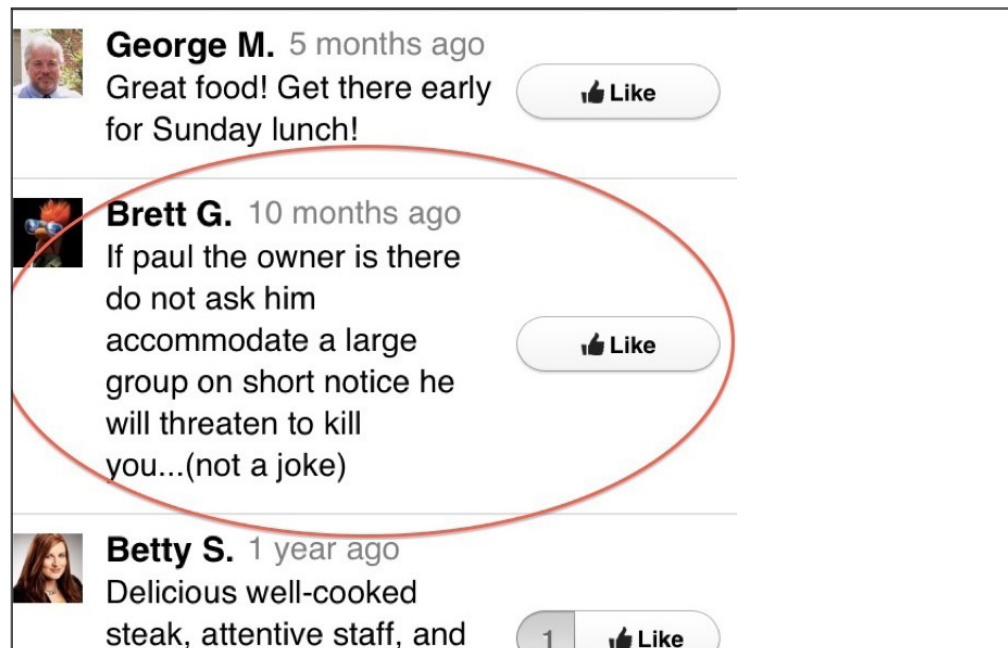 George M. 5 months ago
Great food! Get there early
for Sunday lunch!
Like
Brett G. 10 months ago
If paul the owner is there
do not ask him
accommodate a large
group on short notice he
will threaten to kill
you...(not a joke)
Like
Betty S. 1 year ago
Delicious well-cooked
steak, attentive staff, and
1 Like